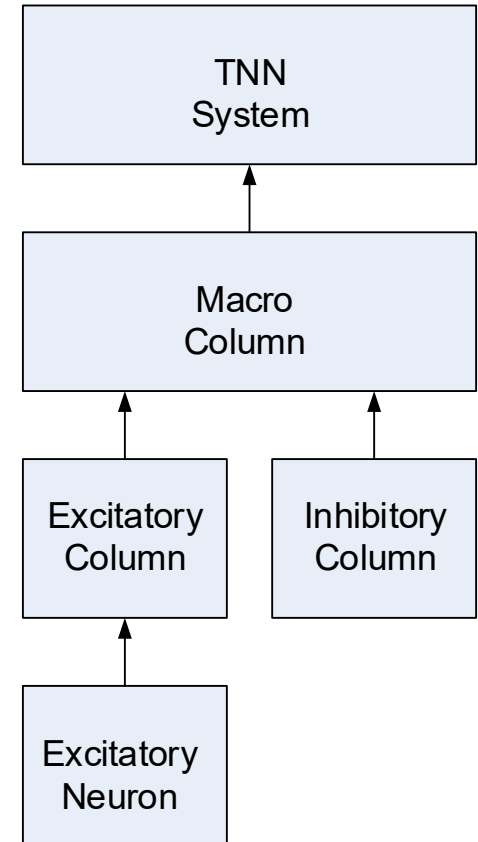 TNN
System
Macro
Column
Excitatory
Column
Inhibitory
Column
Excitatory
Neuron